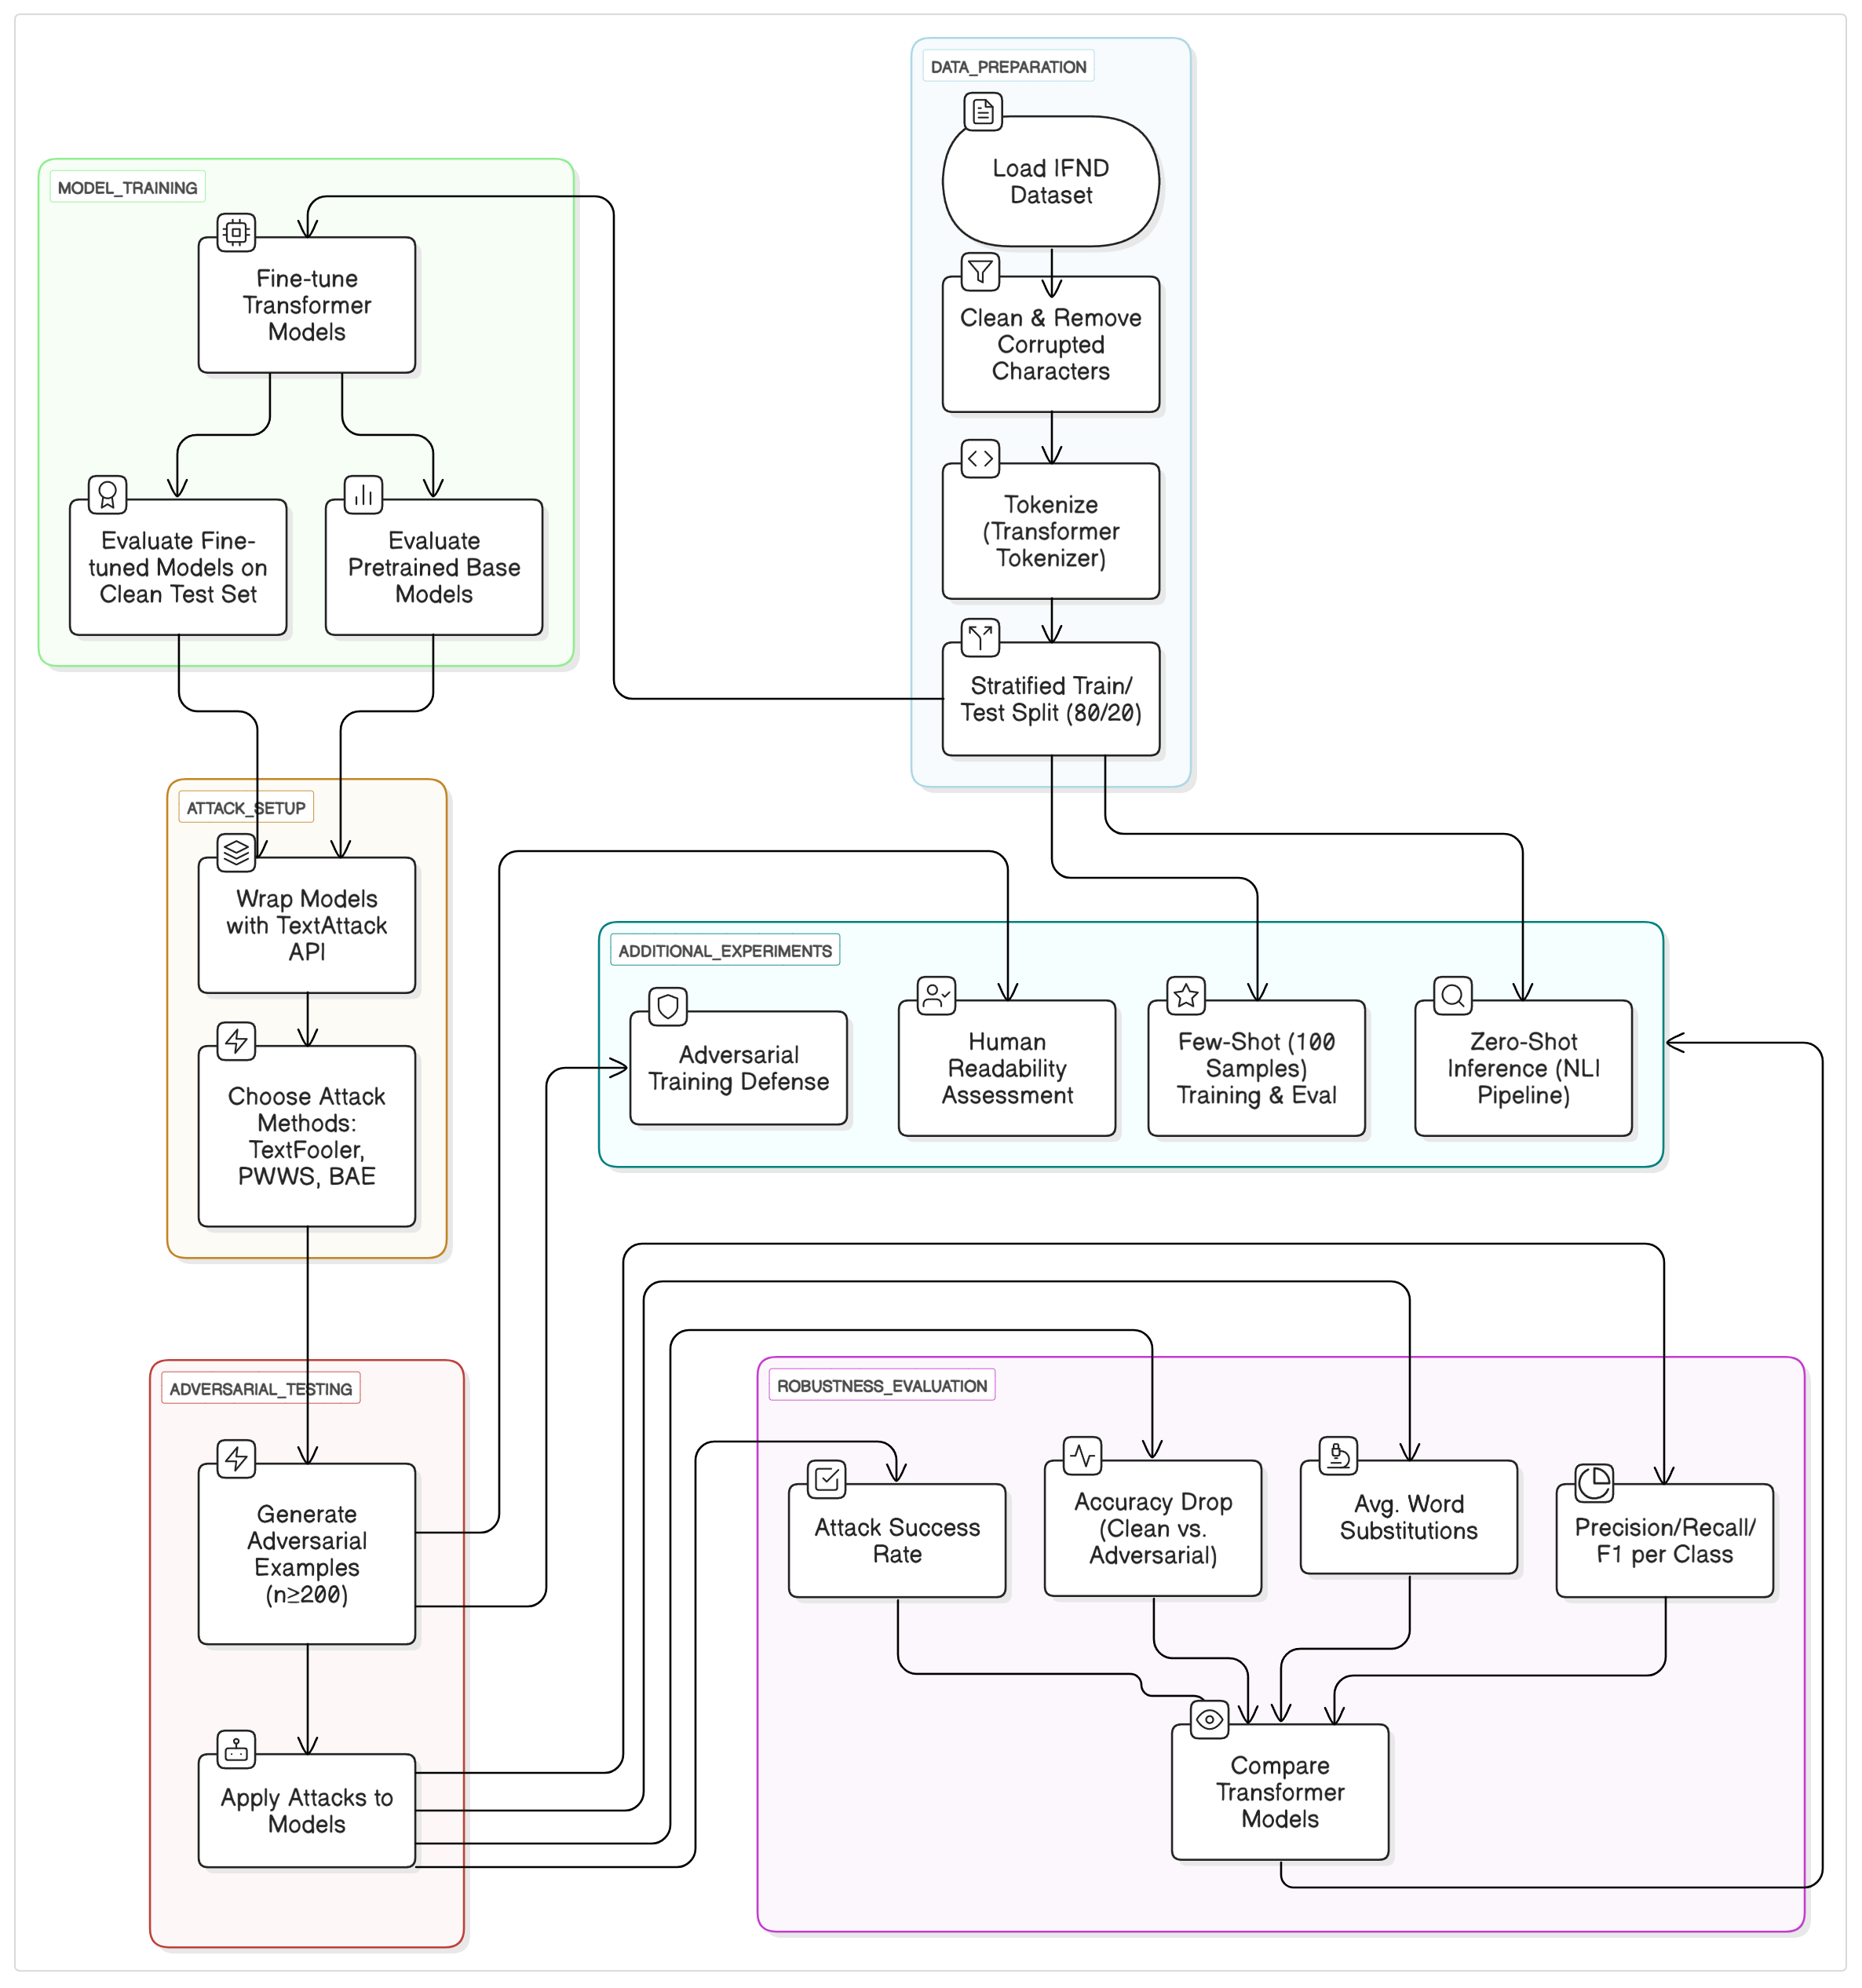 DATA_PREPARATION
Load IFND
Dataset
Clean & Remove
Corrupted
Characters
Tokenize
(Transformer
Tokenizer)
Stratified Train/
Test Split (80/20)
MODEL_TRAINING
Fine-tune
Transformer
Models
Evaluate Fine-
tuned Models on
Clean Test Set
Evaluate
Pretrained Base
Models
ATTACK_SETUP
Wrap Models
with TextAttack
API
Choose Attack
Methods:
TextFooler,
PWWS, BAE
ADDITIONAL_EXPERIMENTS
Adversarial
Training Defense
Human
Readability
Assessment
Few-Shot (100
Samples)
Training & Eval
Zero-Shot
Inference (NLI
Pipeline)
ADVERSARIAL_TESTING
Generate
Adversarial
Examples
(n≥200)
Apply Attacks to
Models
ROBUSTNESS_EVALUATION
Attack Success
Rate
Accuracy Drop
(Clean vs.
Adversarial)
Avg. Word
Substitutions
Precision/Recall/
F1 per Class
Compare
Transformer
Models